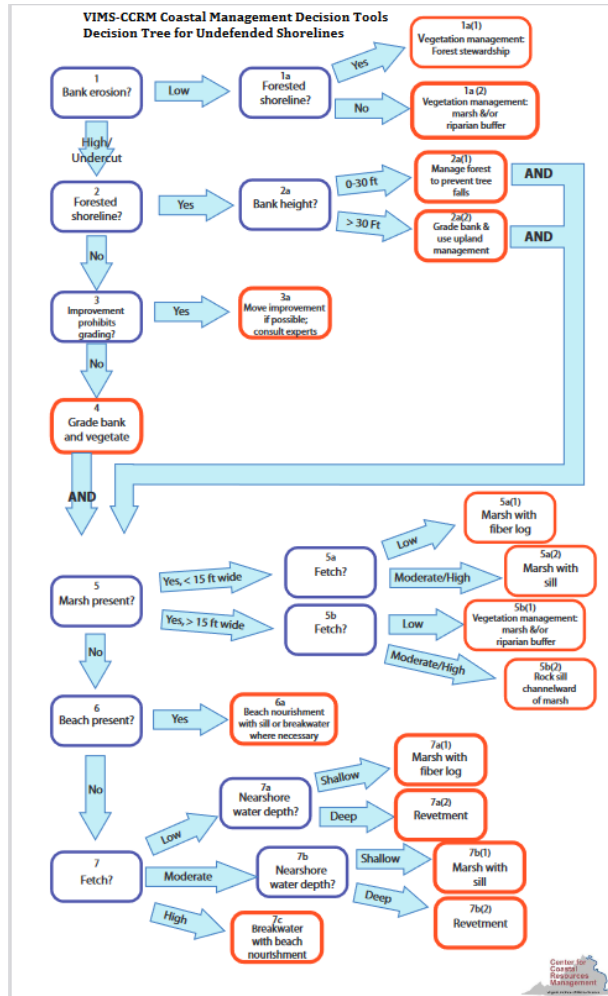 VIMS-CCRM Coastal Management Decision Tools
Decision Tree for Undefended Shorelines
1
Bank erosion?
Low
1a
Forested
shoreline?
Yes
1a(1)
Vegetation management:
Forest stewardship
No
1a (2)
Vegetation management:
marsh &/or
riparian buffer
High/
Undercut
2
Forested
shoreline?
Yes
2a
Bank height?
0-30 ft
2a(1)
Manage forest
to prevent tree
falls
AND
> 30 Ft
2a(2)
Grade bank &
use upland
management
AND
No
3
Improvement
prohibits
grading?
Yes
3a
Move improvement
if possible;
consult experts
No
4
Grade bank
and vegetate
AND
5
Marsh present?
Yes, < 15 ft wide
5a
Fetch?
Low
5a(1)
Marsh with
fiber log
Moderate/High
5a(2)
Marsh with
sill
Yes, > 15 ft wide
5b
Fetch?
Low
5b(1)
Vegetation management:
marsh &/or
riparian buffer
Moderate/High
5b(2)
Rock sill
channelward
of marsh
No
6
Beach present?
Yes
6a
Beach nourishment
with sill or breakwater
where necessary
No
7
Fetch?
Low
7a
Nearshore
water depth?
Shallow
7a(1)
Marsh with
fiber log
Deep
7a(2)
Revetment
Moderate
7b
Nearshore
water depth?
Shallow
7b(1)
Marsh with
sill
Deep
7b(2)
Revetment
High
7c
Breakwater
with beach
nourishment
Center for
Coastal
Resources
Management